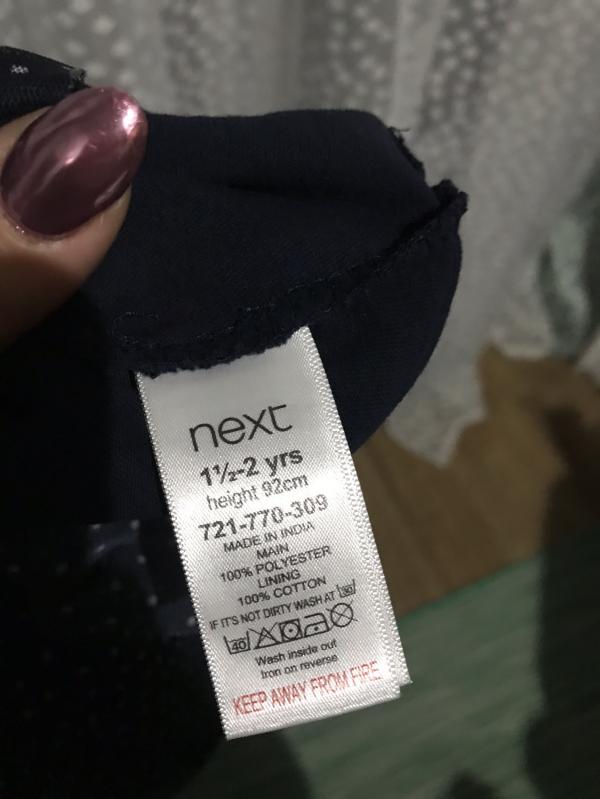 next
1½-2 yrs
height 92cm
721-770-309
MADE IN INDIA
MAIN
100% POLYESTER
LINING
100% COTTON
IF IT'S NOT DIRTY WASH AT 30
40
Wash inside out
Iron on reverse
KEEP AWAY FROM FIRE